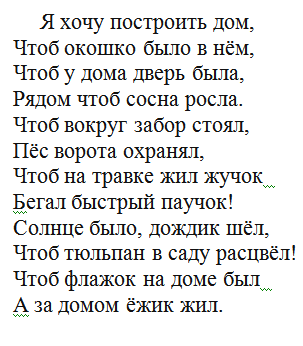 Я хочу построить дом,
Чтоб окошко было в нём,
Чтоб у дома дверь была,
Рядом чтоб сосна росла.
Чтоб вокруг забор стоял,
Пёс ворота охранял,
Чтоб на травке жил жучок
Бегал быстрый паучок!
Солнце было, дождик шёл,
Чтоб тюльпан в саду расцвёл!
Чтоб флажок на доме был
А за домом ёжик жил.